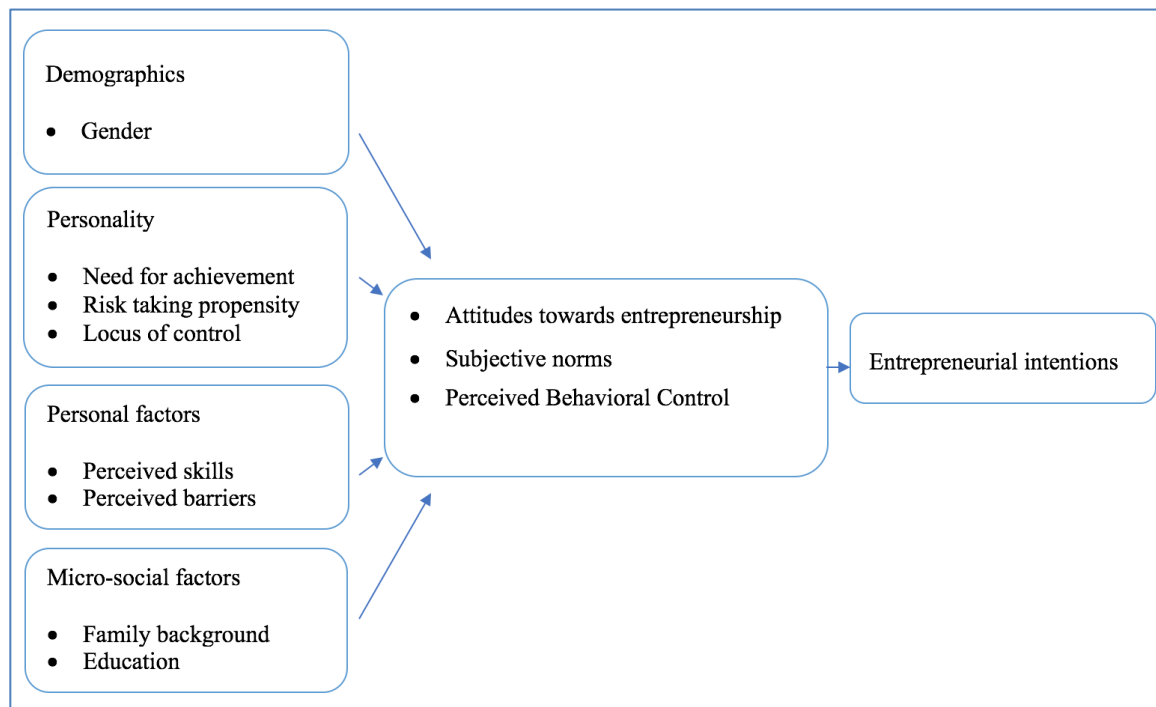 Demographics
• Gender
Personality
• Need for achievement
• Risk taking propensity
• Locus of control
Personal factors
• Perceived skills
• Perceived barriers
Micro-social factors
• Family background
• Education
• Attitudes towards entrepreneurship
• Subjective norms
• Perceived Behavioral Control
Entrepreneurial intentions